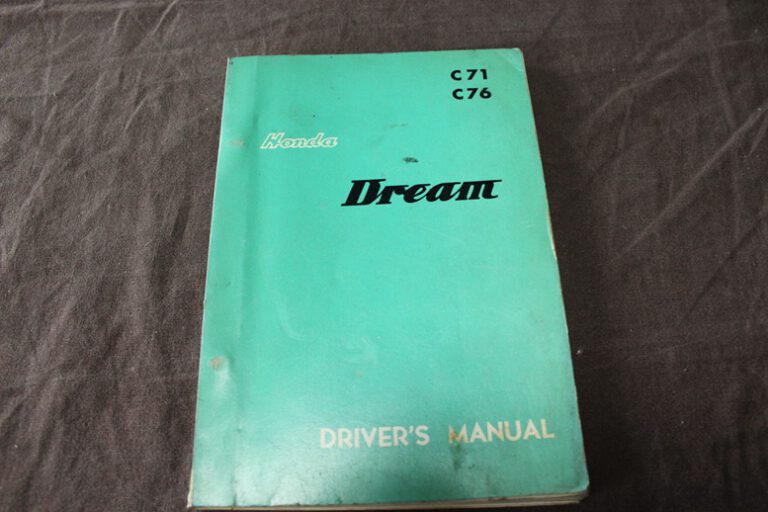 C71
C76
Honda
Dream
DRIVER'S MANUAL